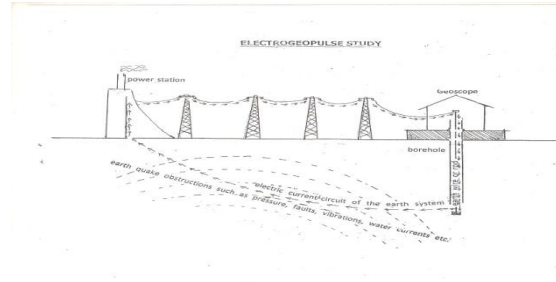 ELECTROGEOPULSE STUDY
power station
Geoscope
borehole
electric current/circuit of the earth system
earth quake obstructions such as pressure, faults, vibrations, water currents etc.